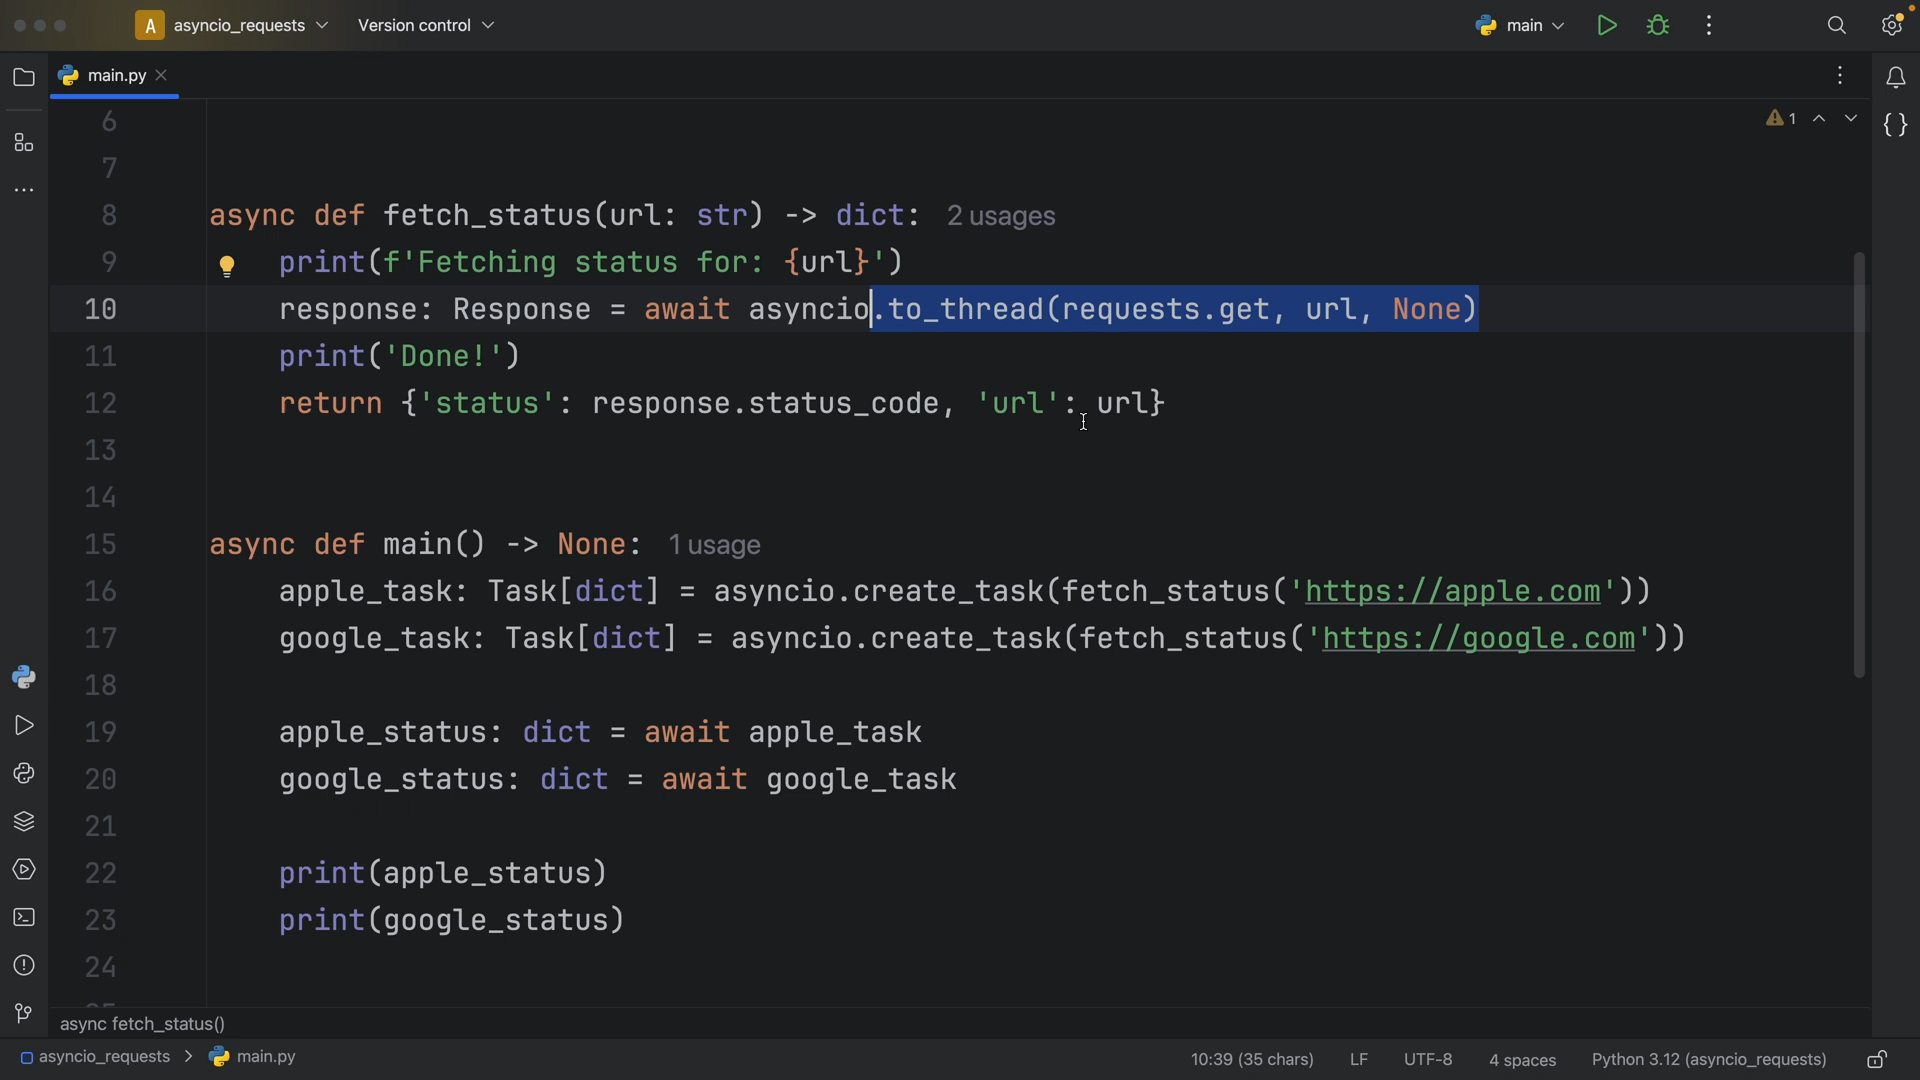 A asyncio_requests Version control main
main.py
1
6
7
8 async def fetch_status(url: str) -> dict: 2 usages
9 print(f'Fetching status for: {url}')
10 response: Response = await asyncio.to_thread(requests.get, url, None)
11 print('Done!')
12 return {'status': response.status_code, 'url': url}
13
14
15 async def main() -> None: 1 usage
16 apple_task: Task[dict] = asyncio.create_task(fetch_status('https://apple.com'))
17 google_task: Task[dict] = asyncio.create_task(fetch_status('https://google.com'))
18
19 apple_status: dict = await apple_task
20 google_status: dict = await google_task
21
22 print(apple_status)
23 print(google_status)
24
async fetch_status()
asyncio_requests > main.py 10:39 (35 chars) LF UTF-8 4 spaces Python 3.12 (asyncio_requests)